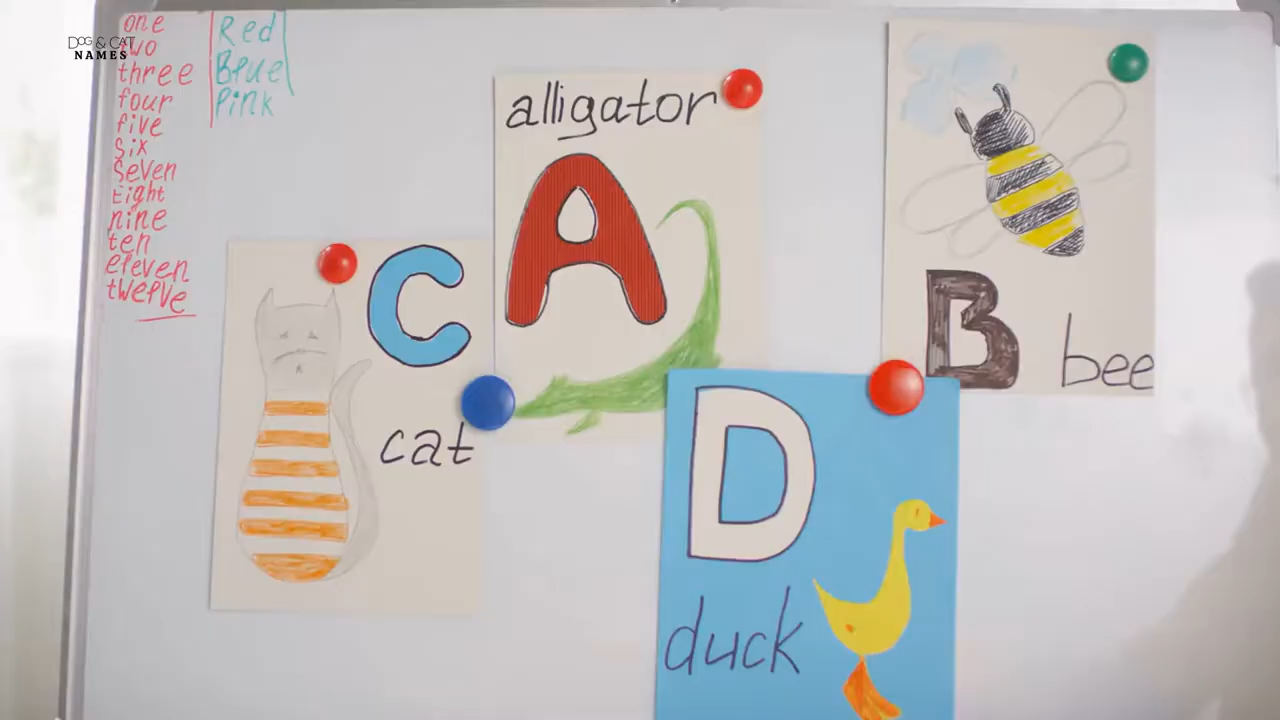 DOG & CAT
NAMES
one
two
three
four
five
six
seven
Eight
nine
ten
eleven
twelve
Red
Blue
Pink
alligator
A
C
cat
B
bee
D
duck